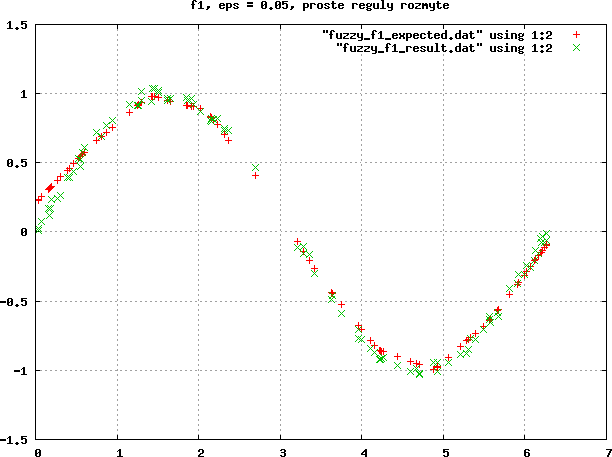 f1, eps = 0.05, proste reguly rozmyte
"fuzzy_f1_expected.dat" using 1:2
"fuzzy_f1_result.dat" using 1:2
1.5
1
0.5
0
-0.5
-1
-1.5
0 1 2 3 4 5 6 7